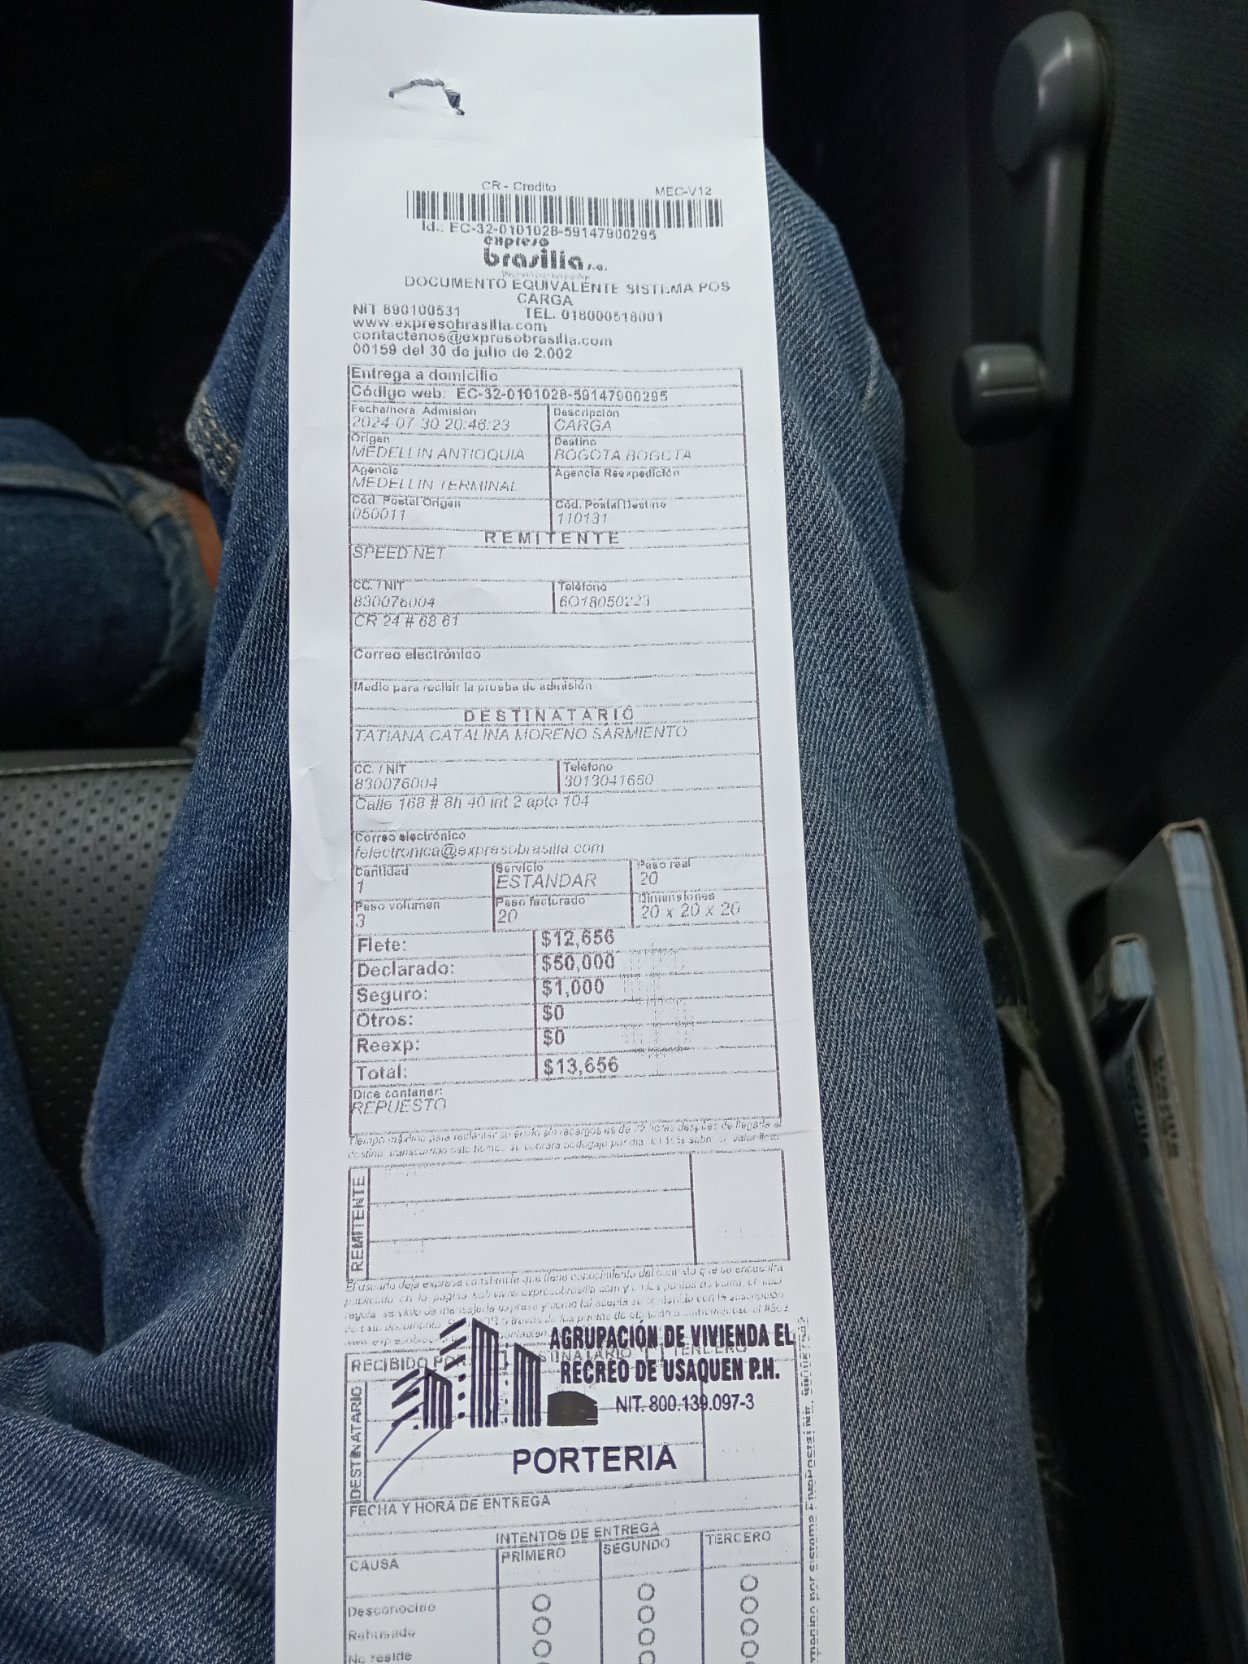 CR - Credito MEC-V12
Id.: EC-32-0101028-59147900295
expreso
brasilia s.a.
DOCUMENTO EQUIVALENTE SISTEMA POS
CARGA
NIT 890100531 TEL. 018000518001
www.expresobrasilia.com
contactenos@expresobrasilia.com
00159 del 30 de julio de 2.002
Entrega a domicilio
Código web: EC-32-0101028-59147900295
Fecha/hora Admisión Descripción
2024-07-30 20:46:23 CARGA
Origen Destino
MEDELLIN ANTIOQUIA BOGOTA BOGOTA
Agencia Agencia Reexpedición
MEDELLIN TERMINAL
Cód. Postal Origen Cód. Postal Destino
050011 110131
REMITENTE
SPEED NET
CC. / NIT Teléfono
830076004 6018050223
CR 24 # 68 61
Correo electrónico
Medio para recibir la prueba de admisión
DESTINATARIO
TATIANA CATALINA MORENO SARMIENTO
CC. / NIT Teléfono
830076004 3013041650
Calle 168 # 8h 40 int 2 apto 104
Correo electrónico
felectronica@expresobrasilia.com
Cantidad Servicio Peso real
1 ESTANDAR 20
Peso volumen Peso facturado Dimensiones
3 20 20 x 20 x 20
Flete: $12,656
Declarado: $50,000
Seguro: $1,000
Otros: $0
Reexp: $0
Total: $13,656
Dice contener:
REPUESTO
REMITENTE
AGRUPACIÓN DE VIVIENDA EL
RECREO DE USAQUEN P.H.
NIT. 800.139.097-3
PORTERIA
RECIBIDO POR TERCERO
DESTINATARIO
FECHA Y HORA DE ENTREGA
INTENTOS DE ENTREGA
CAUSA PRIMERO SEGUNDO TERCERO
Desconocido
Rehusado
No reside